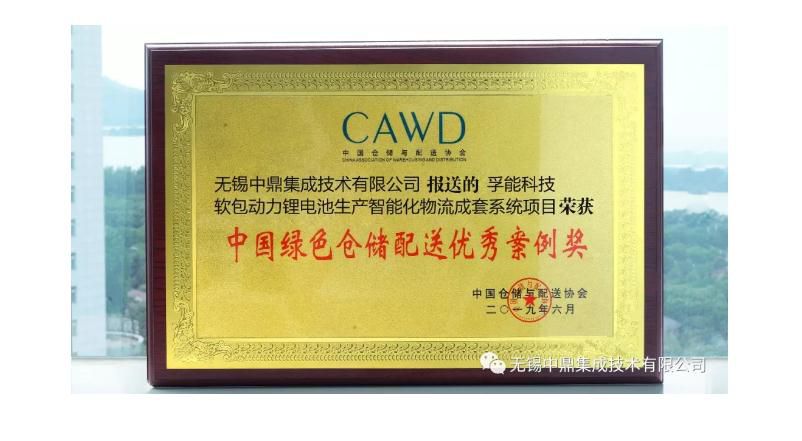 CAWD
中国仓储与配送协会
CHINA ASSOCIATION OF WAREHOUSING AND DISTRIBUTION
无锡中鼎集成技术有限公司 报送的 孚能科技
软包动力锂电池生产智能化物流成套系统项目荣获
中国绿色仓储配送优秀案例奖
中国仓储与配送协会
二〇一九年六月
无锡中鼎集成技术有限公司